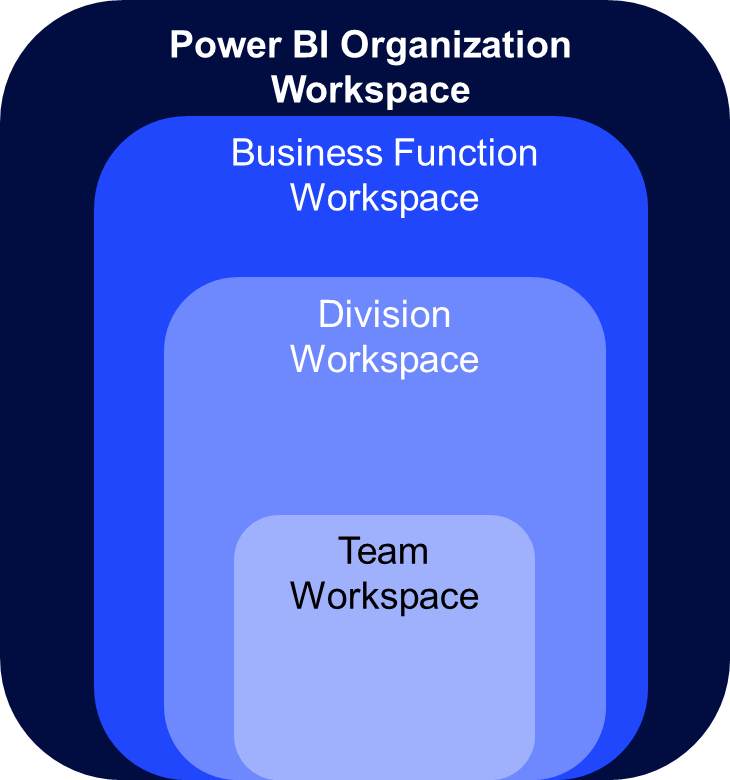 Power BI Organization
Workspace
Business Function
Workspace
Division
Workspace
Team
Workspace